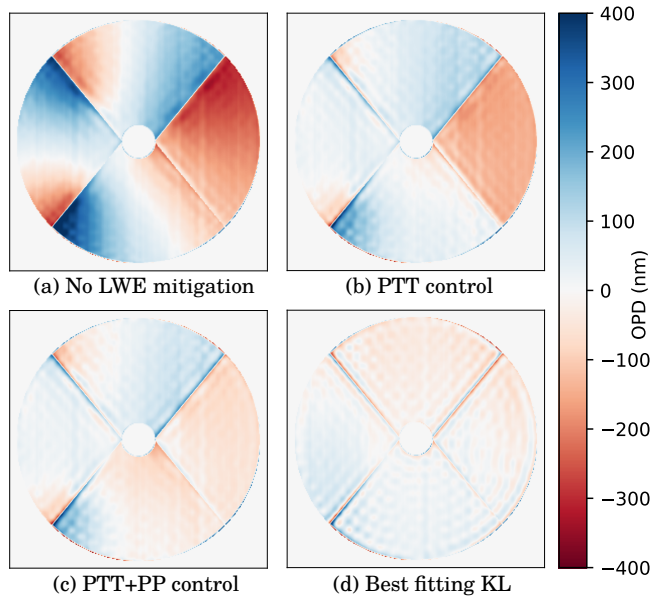 (a) No LWE mitigation
(b) PTT control
(c) PTT+PP control
(d) Best fitting KL
400
300
200
100
0
−100
−200
−300
−400
OPD (nm)